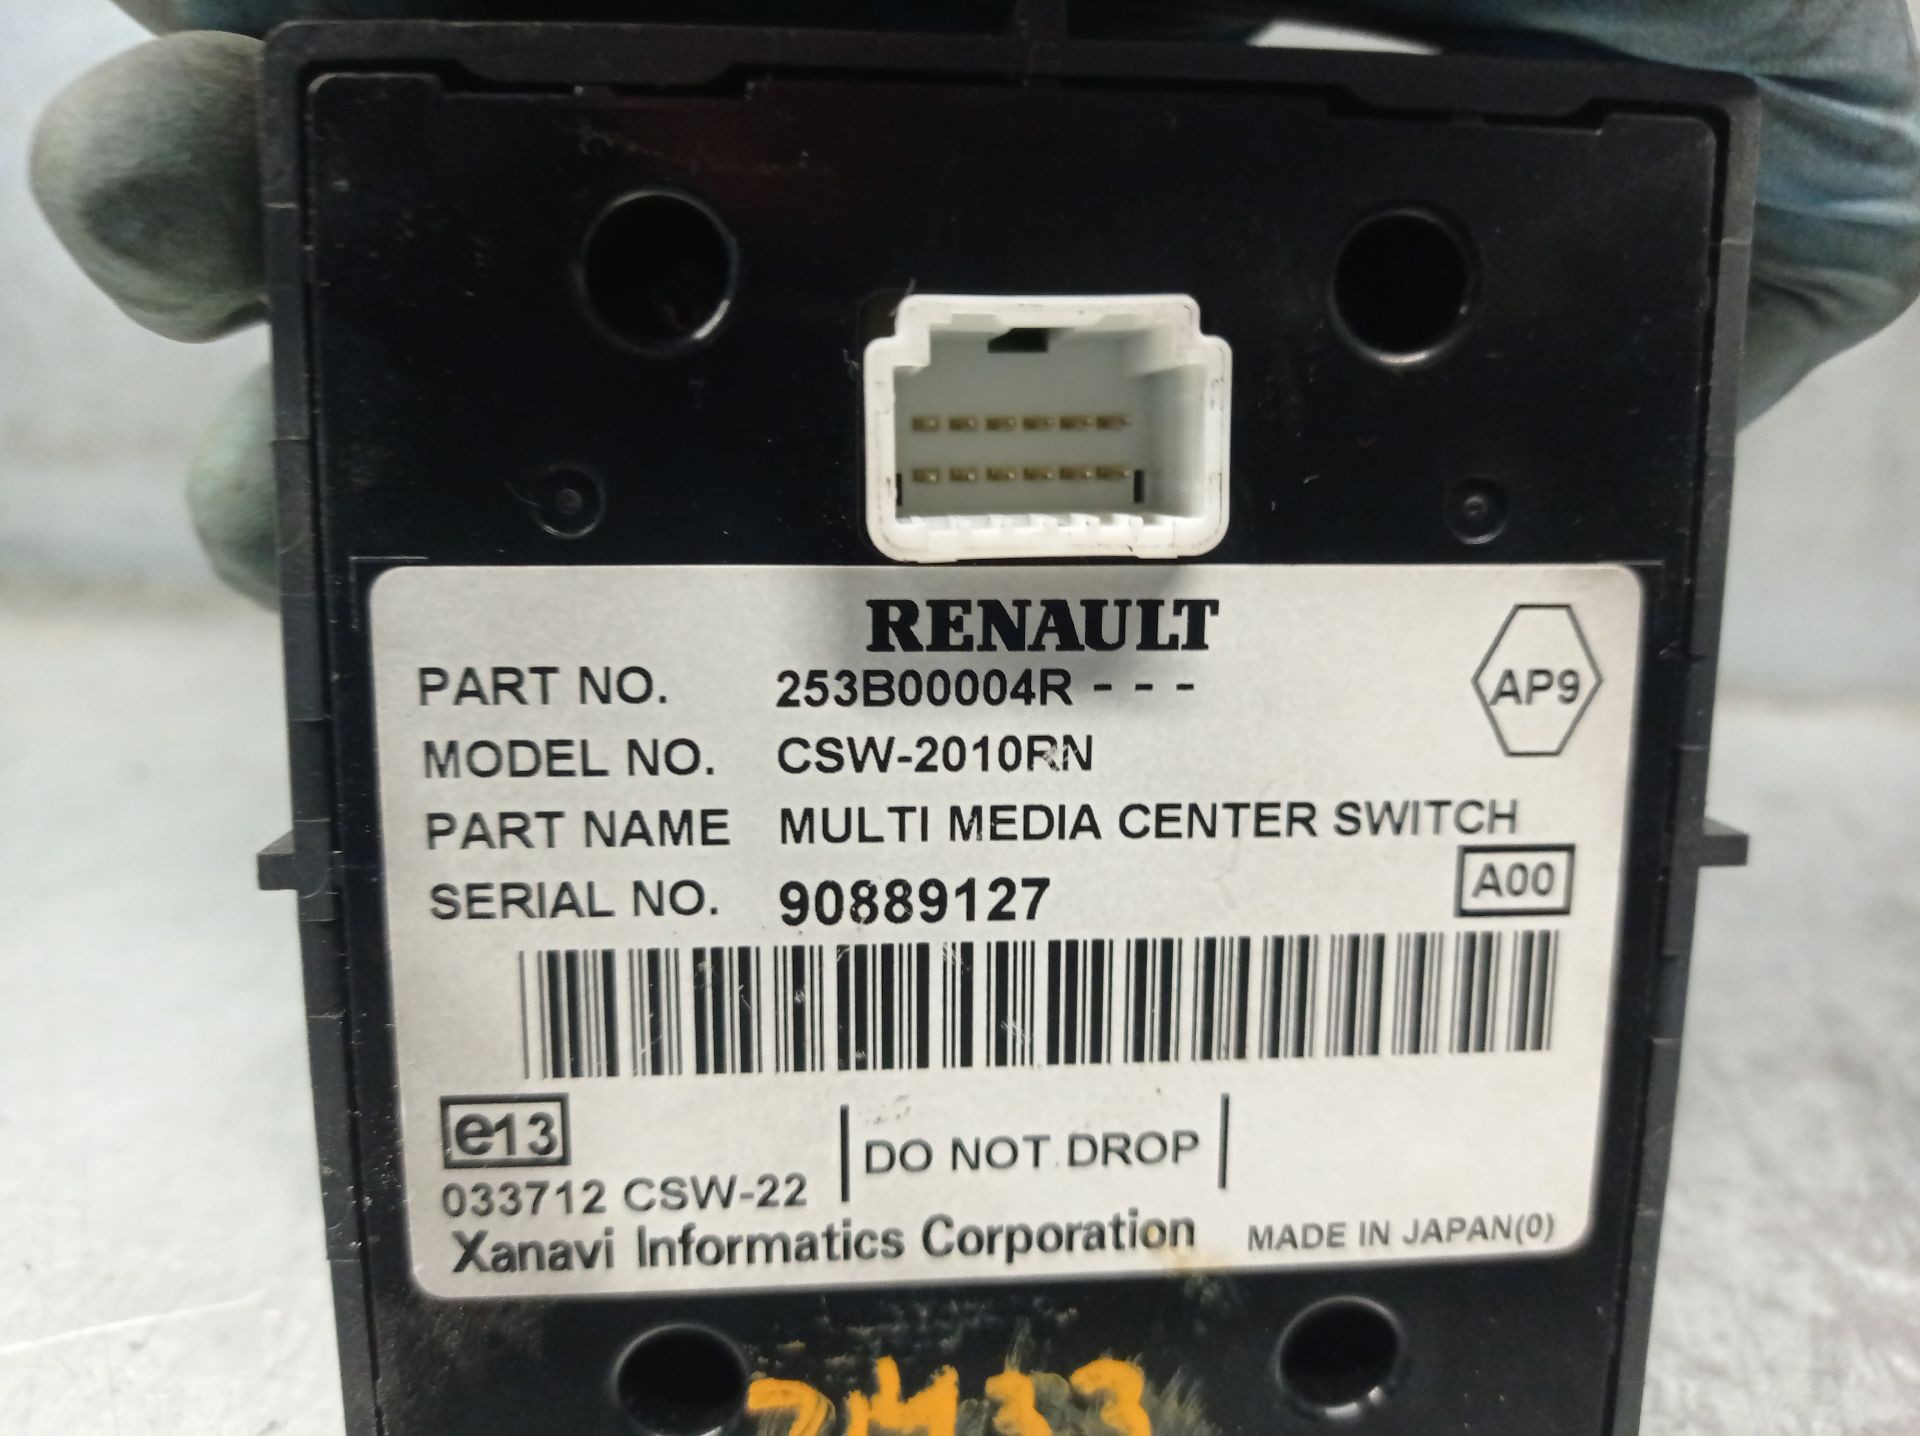 RENAULT
PART NO. 253B00004R - - -
AP9
MODEL NO. CSW-2010RN
PART NAME MULTI MEDIA CENTER SWITCH
SERIAL NO. 90889127
A00
e13
DO NOT DROP
033712 CSW-22
Xanavi Informatics Corporation MADE IN JAPAN(0)